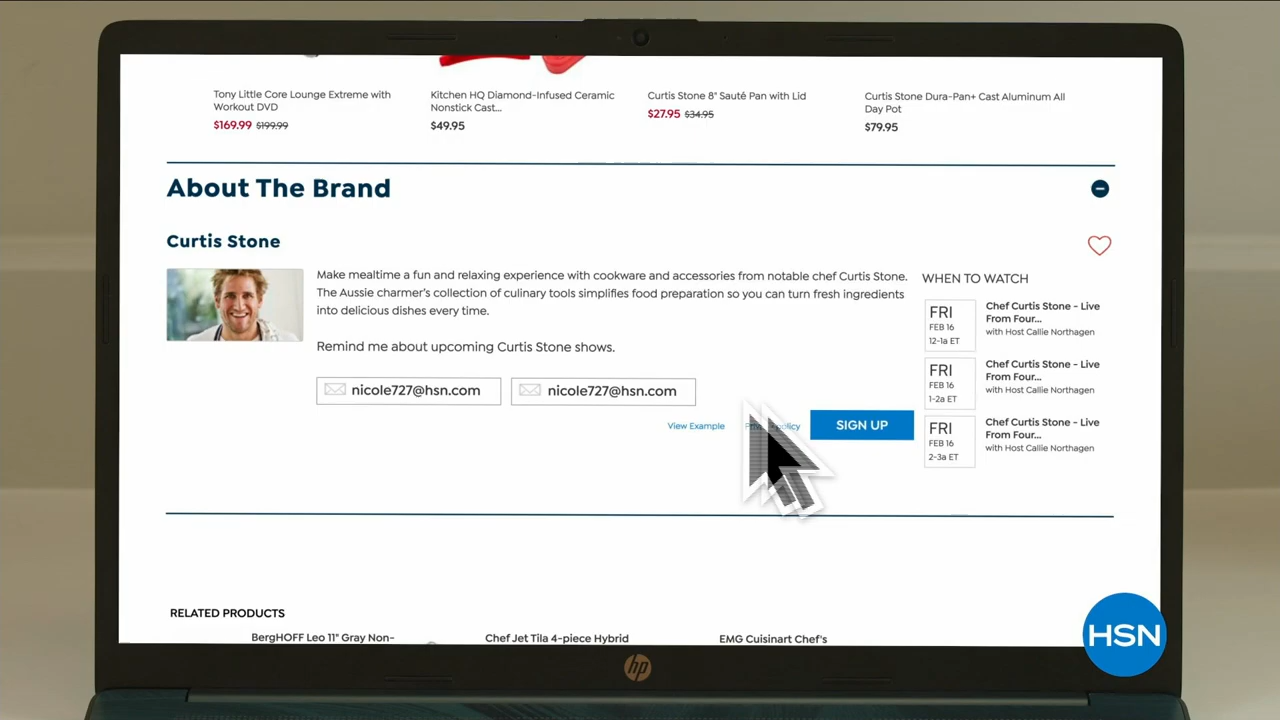 Tony Little Core Lounge Extreme with
Workout DVD
$169.99 $199.99
Kitchen HQ Diamond-Infused Ceramic
Nonstick Cast...
$49.95
Curtis Stone 8" Sauté Pan with Lid
$27.95 $34.95
Curtis Stone Dura-Pan+ Cast Aluminum All
Day Pot
$79.95
About The Brand
Curtis Stone
Make mealtime a fun and relaxing experience with cookware and accessories from notable chef Curtis Stone.
The Aussie charmer's collection of culinary tools simplifies food preparation so you can turn fresh ingredients
into delicious dishes every time.
Remind me about upcoming Curtis Stone shows.
nicole727@hsn.com
nicole727@hsn.com
View Example
SIGN UP
WHEN TO WATCH
FRI
FEB 16
12-1a ET
Chef Curtis Stone - Live
From Four...
with Host Callie Northagen
FRI
FEB 16
1-2a ET
Chef Curtis Stone - Live
From Four...
with Host Callie Northagen
FRI
FEB 16
2-3a ET
Chef Curtis Stone - Live
From Four...
with Host Callie Northagen
RELATED PRODUCTS
BergHOFF Leo 11" Gray Non-
Chef Jet Tila 4-piece Hybrid
EMG Cuisinart Chef's
HSN
hp